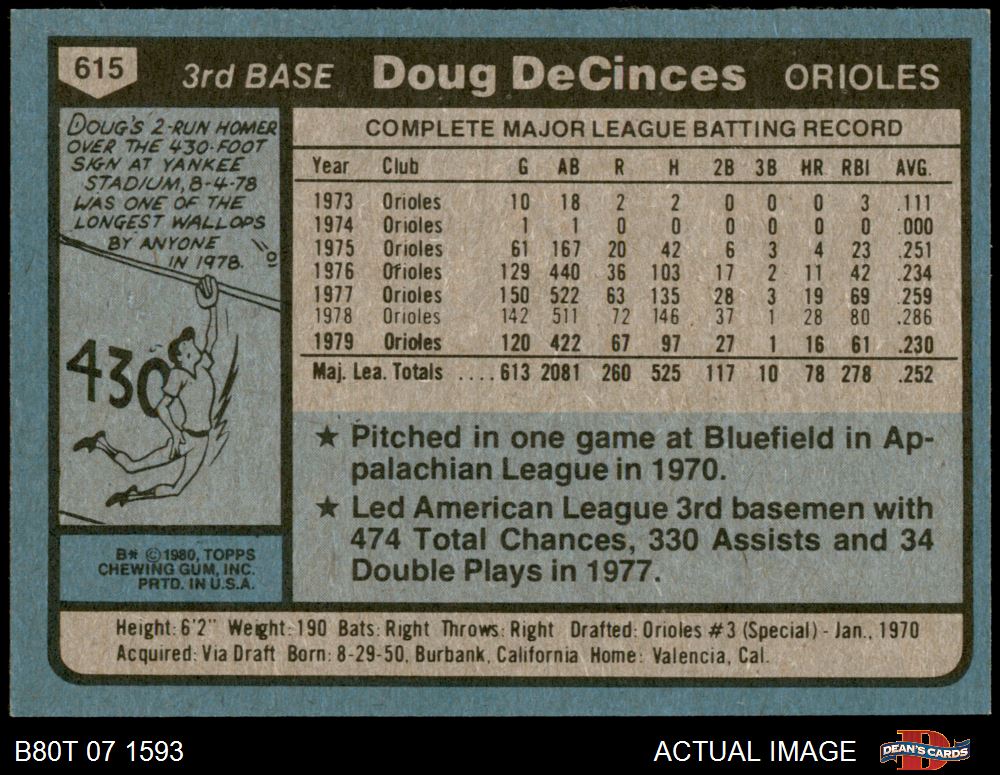 615
3rd BASE Doug DeCinces ORIOLES
DOUG'S 2-RUN HOMER
OVER THE 430-FOOT
SIGN AT YANKEE
STADIUM, 8-4-78
WAS ONE OF THE
LONGEST WALLOPS
BY ANYONE
IN 1978.
430
B* ©1980, TOPPS
CHEWING GUM, INC.
PRTD. IN U.S.A.
COMPLETE MAJOR LEAGUE BATTING RECORD
Year Club G AB R H 2B 3B HR RBI AVG.
1973 Orioles 10 18 2 2 0 0 0 3 .111
1974 Orioles 1 1 0 0 0 0 0 0 .000
1975 Orioles 61 167 20 42 6 3 4 23 .251
1976 Orioles 129 440 36 103 17 2 11 42 .234
1977 Orioles 150 522 63 135 28 3 19 69 .259
1978 Orioles 142 511 72 146 37 1 28 80 .286
1979 Orioles 120 422 67 97 27 1 16 61 .230
Maj. Lea. Totals ....613 2081 260 525 117 10 78 278 .252
★ Pitched in one game at Bluefield in Ap-
palachian League in 1970.
★ Led American League 3rd basemen with
474 Total Chances, 330 Assists and 34
Double Plays in 1977.
Height: 6'2" Weight: 190 Bats: Right Throws: Right Drafted: Orioles #3 (Special) - Jan., 1970
Acquired: Via Draft Born: 8-29-50, Burbank, California Home: Valencia, Cal.
B80T 07 1593 ACTUAL IMAGE DEAN'S CARDS